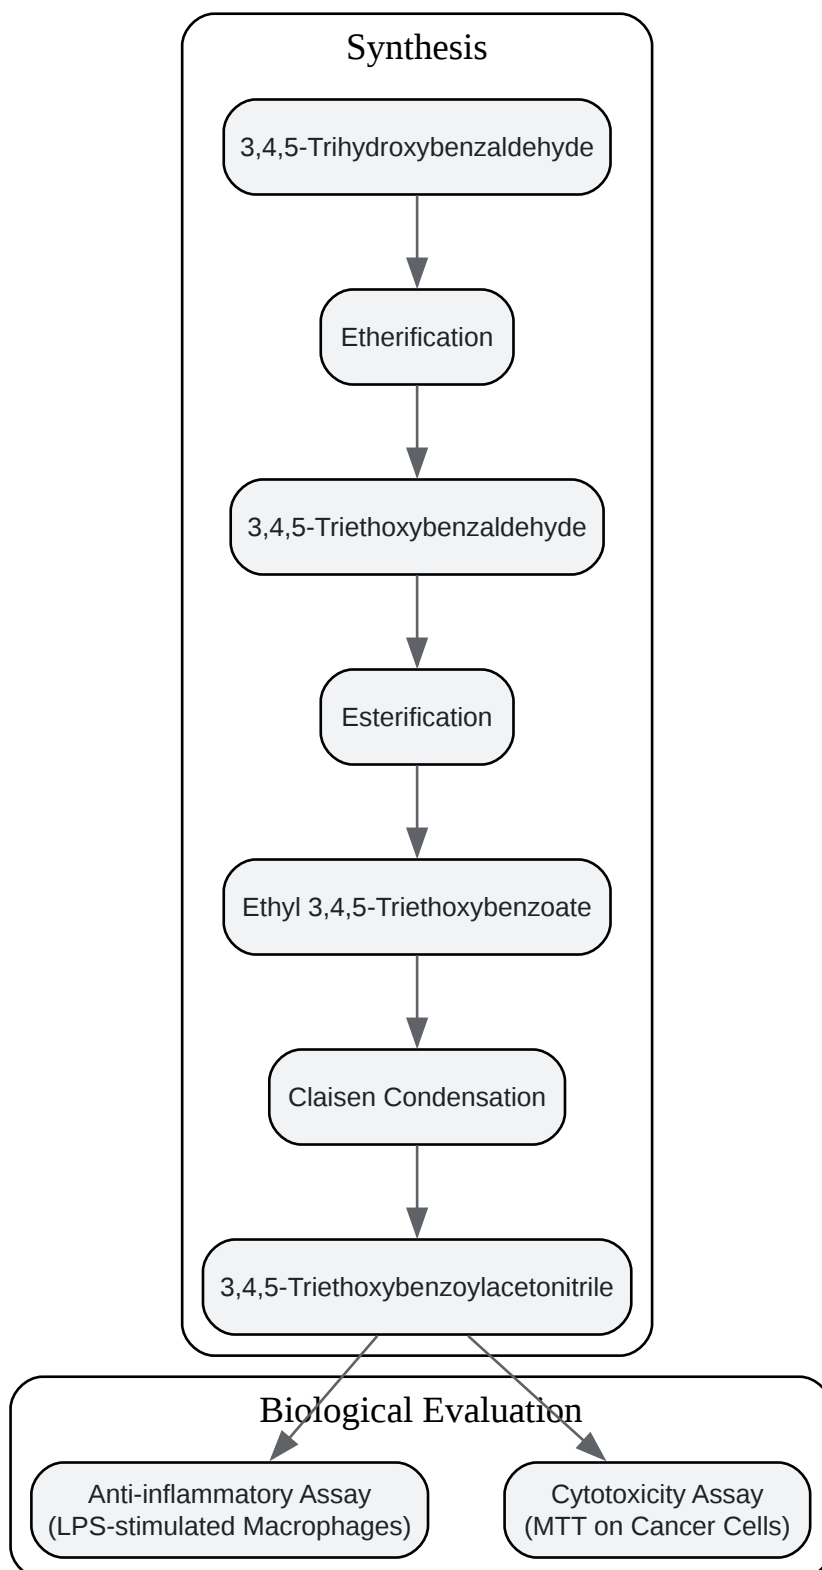 Synthesis
3,4,5-Trihydroxybenzaldehyde
Etherification
3,4,5-Triethoxybenzaldehyde
Esterification
Ethyl 3,4,5-Triethoxybenzoate
Claisen Condensation
3,4,5-Triethoxybenzoylacetonitrile
Biological Evaluation
Anti-inflammatory Assay
(LPS-stimulated Macrophages)
Cytotoxicity Assay
(MTT on Cancer Cells)